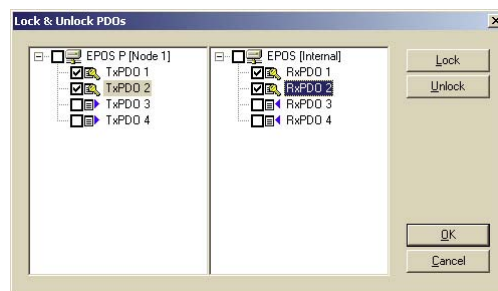 Lock & Unlock PDOs
EPOS P [Node 1]
TxPDO 1
TxPDO 2
TxPDO 3
TxPDO 4
EPOS [Internal]
RxPDO 1
RxPDO 2
RxPDO 3
RxPDO 4
Lock
Unlock
OK
Cancel